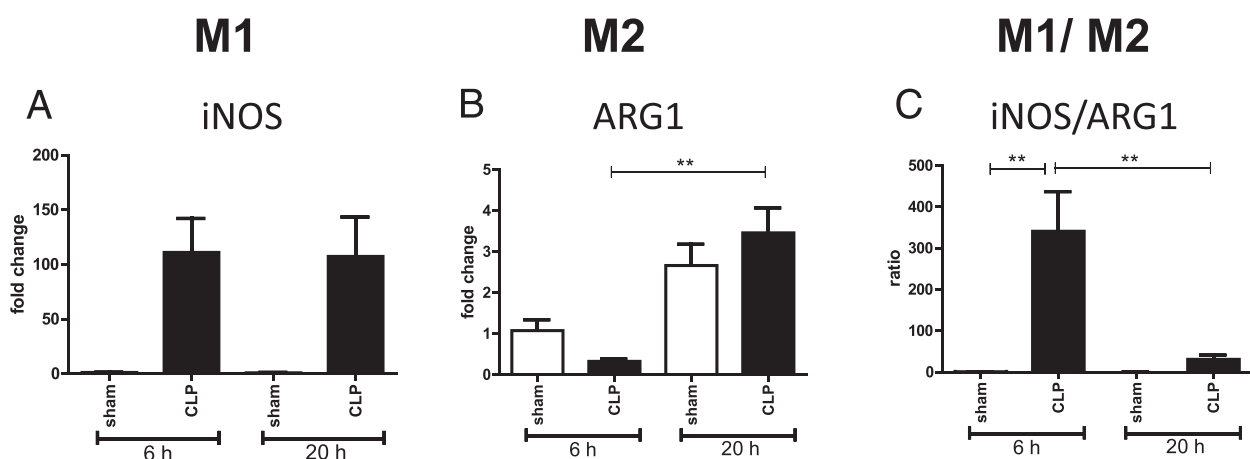 M1
M2
M1/ M2
A
iNOS
B
ARG1
C
iNOS/ARG1
fold change
200
150
100
50
0
sham
CLP
sham
CLP
6 h
20 h
fold change
5
4
3
2
1
0
**
sham
CLP
sham
CLP
6 h
20 h
ratio
500
400
300
200
100
0
**
**
sham
CLP
sham
CLP
6 h
20 h